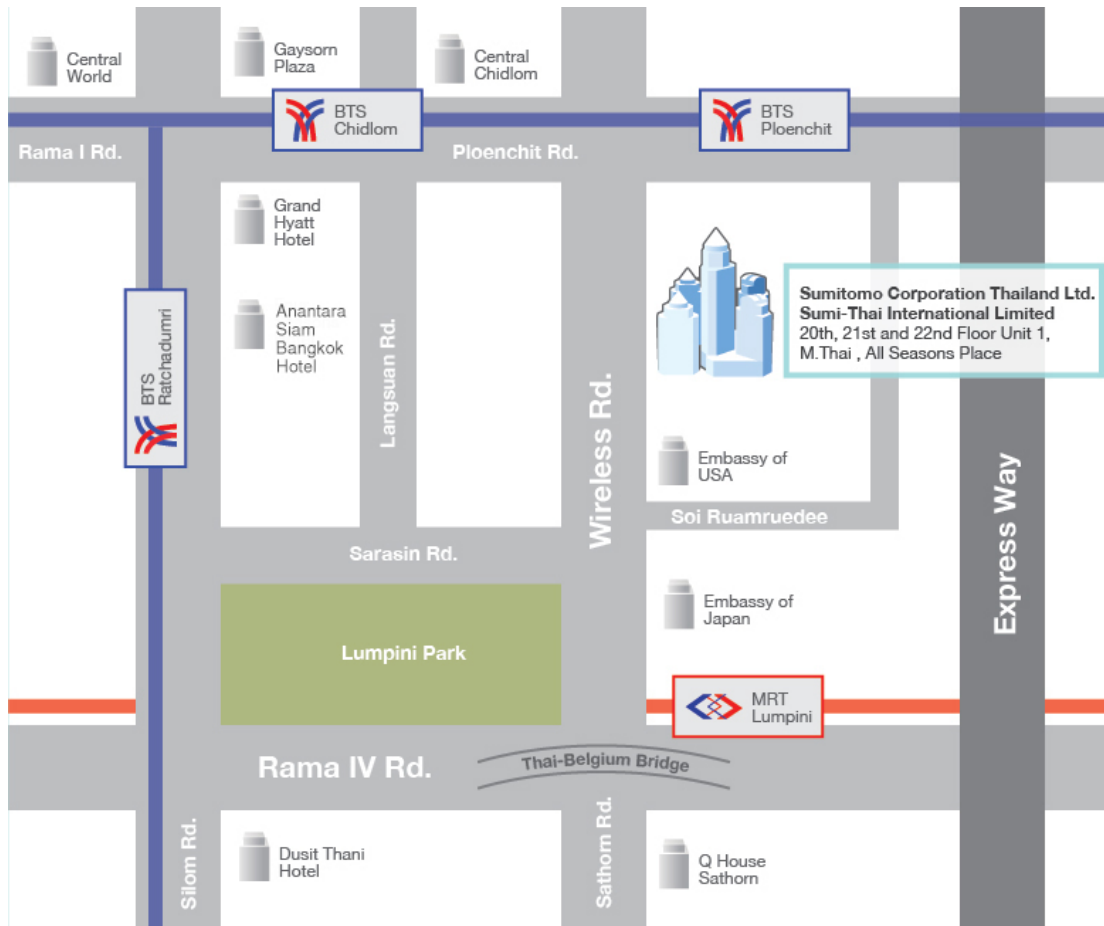 Central
World
Gaysorn
Plaza
Central
Chidlom
BTS
Chidlom
BTS
Ploenchit
Rama I Rd.
Ploenchit Rd.
Grand
Hyatt
Hotel
Anantara
Siam
Bangkok
Hotel
BTS
Ratchadumri
Langsuan Rd.
Wireless Rd.
Sumitomo Corporation Thailand Ltd.
Sumi-Thai International Limited
20th, 21st and 22nd Floor Unit 1,
M.Thai , All Seasons Place
Embassy of
USA
Soi Ruamruedee
Express Way
Sarasin Rd.
Embassy of
Japan
Lumpini Park
MRT
Lumpini
Rama IV Rd.
Thai-Belgium Bridge
Silom Rd.
Dusit Thani
Hotel
Sathorn Rd.
Q House
Sathorn